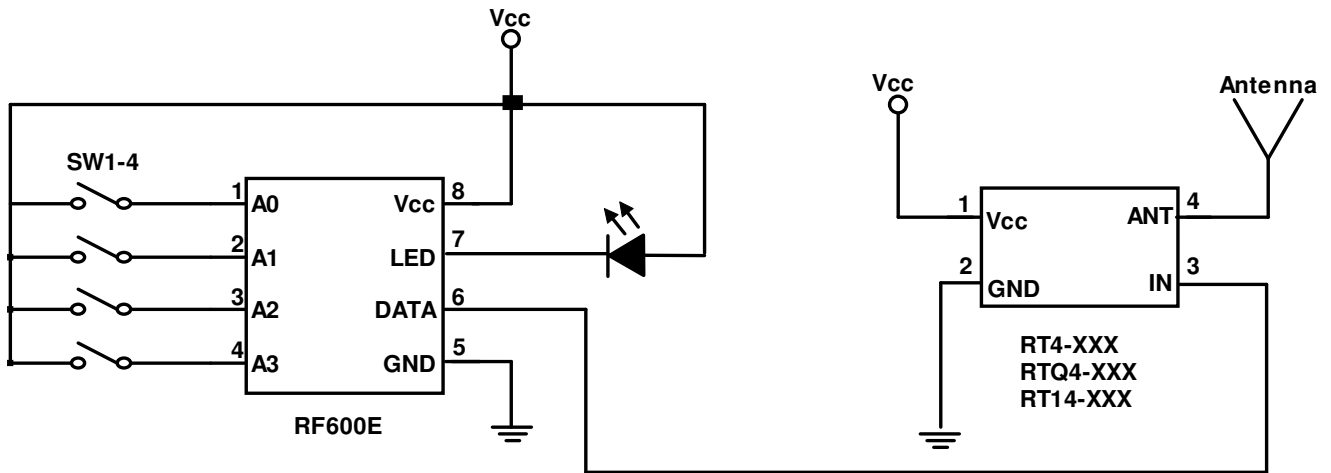 Vcc
SW1-4
1 A0 Vcc 8
2 A1 LED 7
3 A2 DATA 6
4 A3 GND 5
RF600E
Vcc
Antenna
1 Vcc ANT 4
2 GND IN 3
RT4-XXX
RTQ4-XXX
RT14-XXX